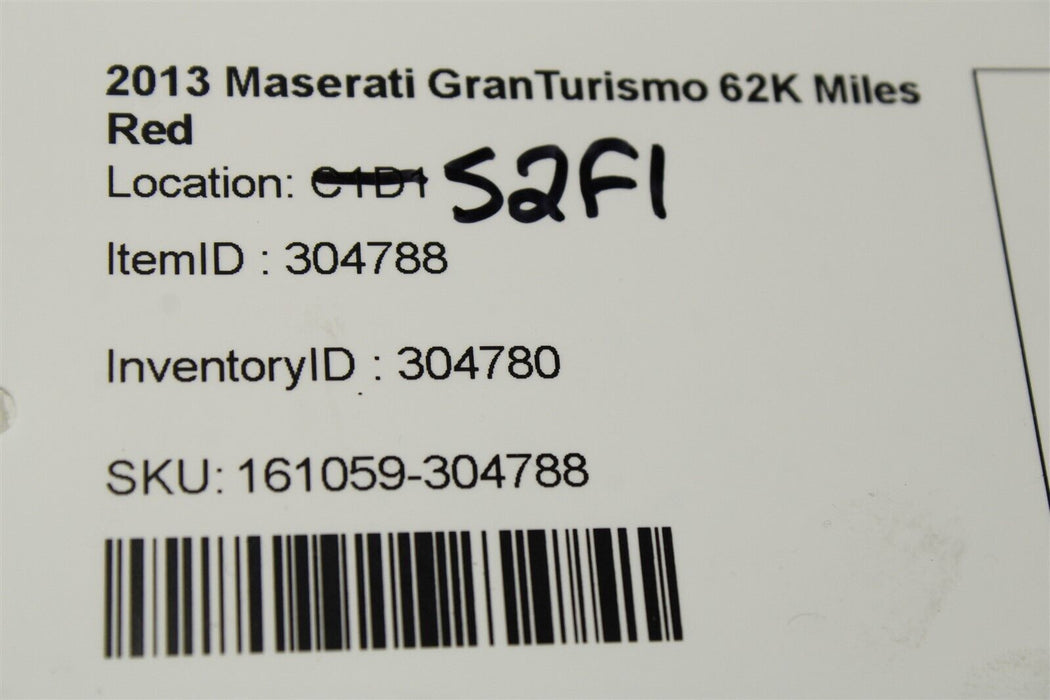 2013 Maserati GranTurismo 62K Miles
Red
Location: C1D1 S2F1
ItemID : 304788
InventoryID : 304780
SKU: 161059-304788